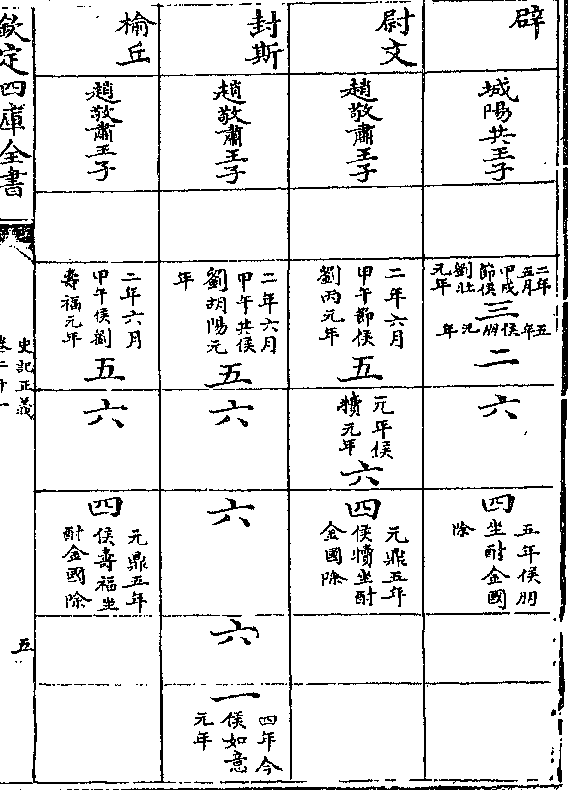 辟
城陽共王子
二年
五月
甲戌
節侯
劉壯
元年
三
五年
侯朋
元年
二
六
四
五年侯朋
坐酎金國
除
尉文
趙敬肅王子
二年六月
甲午節侯
劉丙元年
五
元年侯
犢元年
六
四
元鼎五年
侯犢坐酎
金國除
封斯
趙敬肅王子
二年六月
甲午共侯
劉胡陽元
年
五
六
六
六
一
四年今
侯如意
元年
榆丘
趙敬肅王子
二年六月
甲午侯劉
壽福元年
五
六
四
元鼎五年
侯壽福坐
酎金國除
欽定四庫全書
史記正義
卷二十一
五